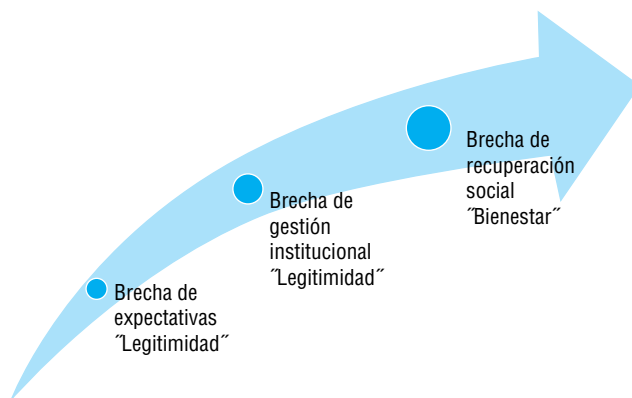 Brecha de
recuperación
social
˝Bienestar˝
Brecha de
gestión
institucional
˝Legitimidad˝
Brecha de
expectativas
˝Legitimidad˝